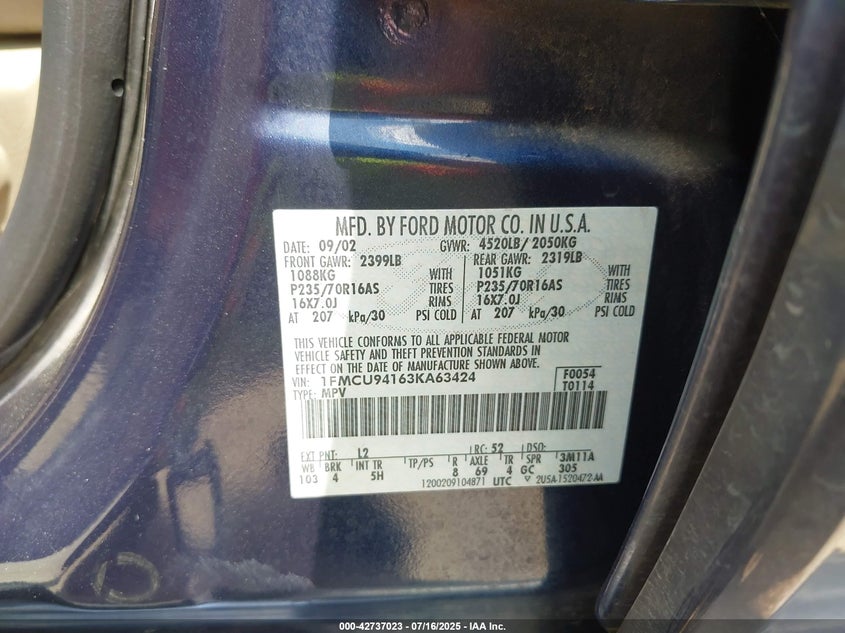 MFD. BY FORD MOTOR CO. IN U.S.A.
DATE: 09/02 GVWR: 4520LB/ 2050KG
FRONT GAWR: 2399LB REAR GAWR: 2319LB
1088KG WITH 1051KG WITH
P235/70R16AS TIRES P235/70R16AS TIRES
16X7.0J RIMS 16X7.0J RIMS
AT 207 kPa/30 PSI COLD AT 207 kPa/30 PSI COLD
THIS VEHICLE CONFORMS TO ALL APPLICABLE FEDERAL MOTOR
VEHICLE SAFETY AND THEFT PREVENTION STANDARDS IN
EFFECT ON THE DATE OF MANUFACTURE SHOWN ABOVE.
VIN: 1FMCU94163KA63424 F0054
TYPE: MPV T0114
EXT PNT: L2 RC: 52 DSO:
WB BRK INT TR TP/PS R AXLE TR SPR 3M11A
103 4 5H 8 69 4 GC 305
1200209104871 UTC ▽ 2U5A-1520472-AA
000-42737023 - 07/16/2025 - IAA Inc.